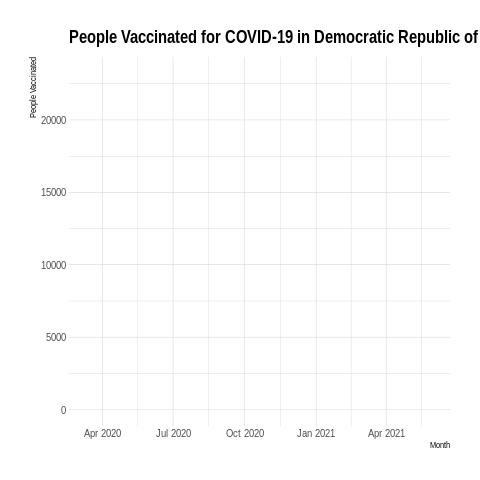 People Vaccinated for COVID-19 in Democratic Republic of
People Vaccinated
20000
15000
10000
5000
0
Apr 2020 Jul 2020 Oct 2020 Jan 2021 Apr 2021
Month